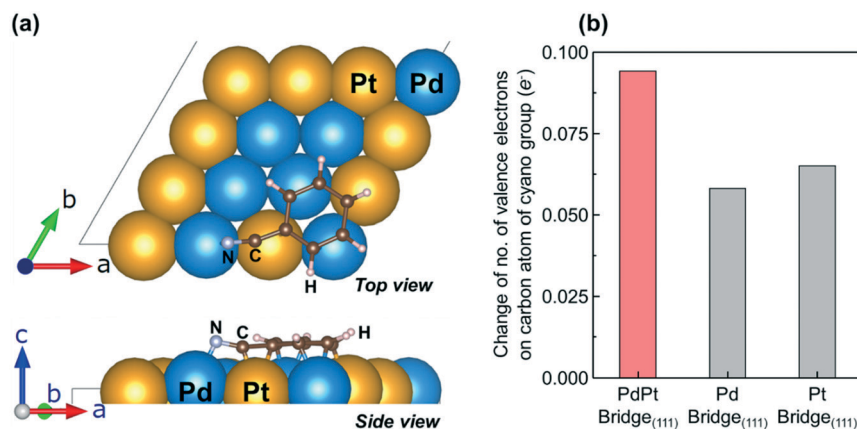 (a)
Pt Pd
b
a
N C
H
Top view
N C H
c
b
a
Pd Pt
Side view
(b)
Change of no. of valence electrons
on carbon atom of cyano group (e⁻)
0.100
0.075
0.050
0.025
0.000
PdPt
Bridge(111)
Pd
Bridge(111)
Pt
Bridge(111)